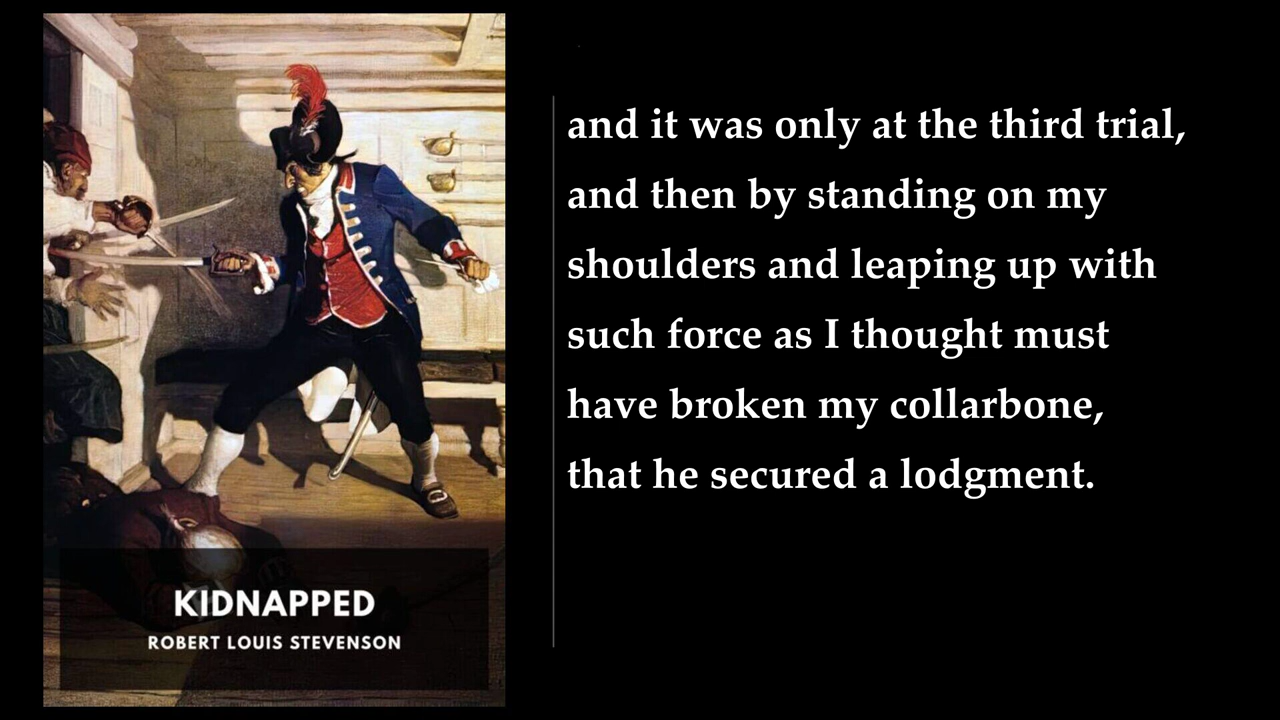 and it was only at the third trial,
and then by standing on my
shoulders and leaping up with
such force as I thought must
have broken my collarbone,
that he secured a lodgment.
KIDNAPPED
ROBERT LOUIS STEVENSON